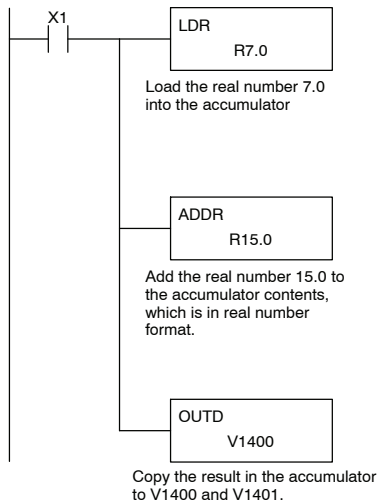 X1
LDR
R7.0
Load the real number 7.0
into the accumulator
ADDR
R15.0
Add the real number 15.0 to
the accumulator contents,
which is in real number
format.
OUTD
V1400
Copy the result in the accumulator
to V1400 and V1401.